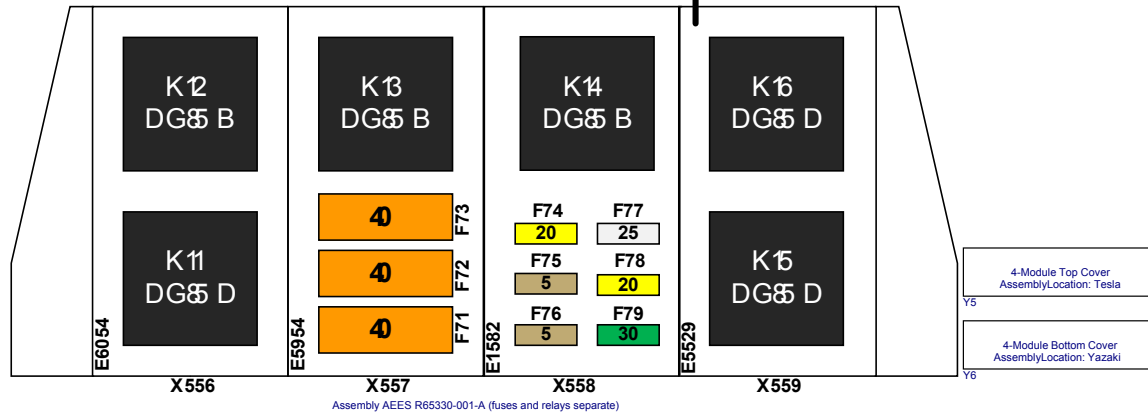 K12
DG85 B
K13
DG85 B
K14
DG85 B
K16
DG85 D
K11
DG85 D
40
F73
40
F72
40
F71
F74
20
F77
25
F75
5
F78
20
F76
5
F79
30
K15
DG85 D
E6054
E5954
E1582
E5529
X556
X557
X558
X559
Assembly AEES R65330-001-A (fuses and relays separate)
4-Module Top Cover
AssemblyLocation: Tesla
Y5
4-Module Bottom Cover
AssemblyLocation: Yazaki
Y6